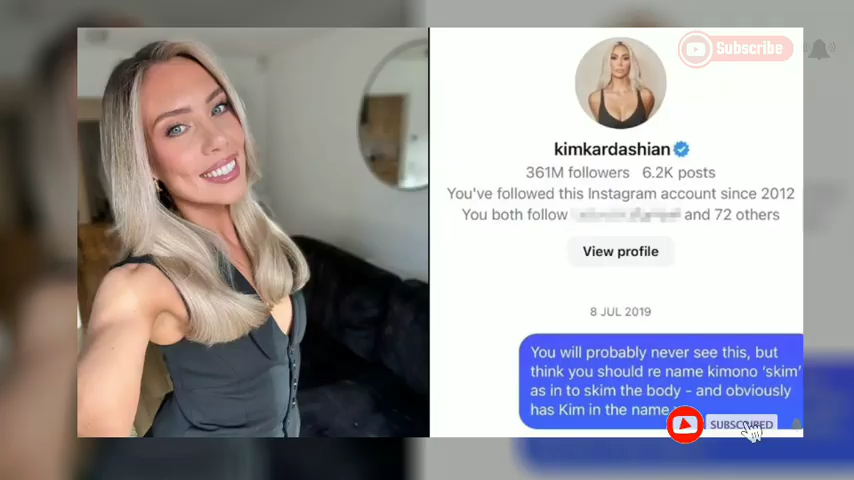 Subscribe
kimkardashian
361M followers 6.2K posts
You've followed this Instagram account since 2012
You both follow and 72 others
View profile
8 JUL 2019
You will probably never see this, but
think you should re name kimono ‘skim’
as in to skim the body - and obviously
has Kim in the name
SUBSCRIBED